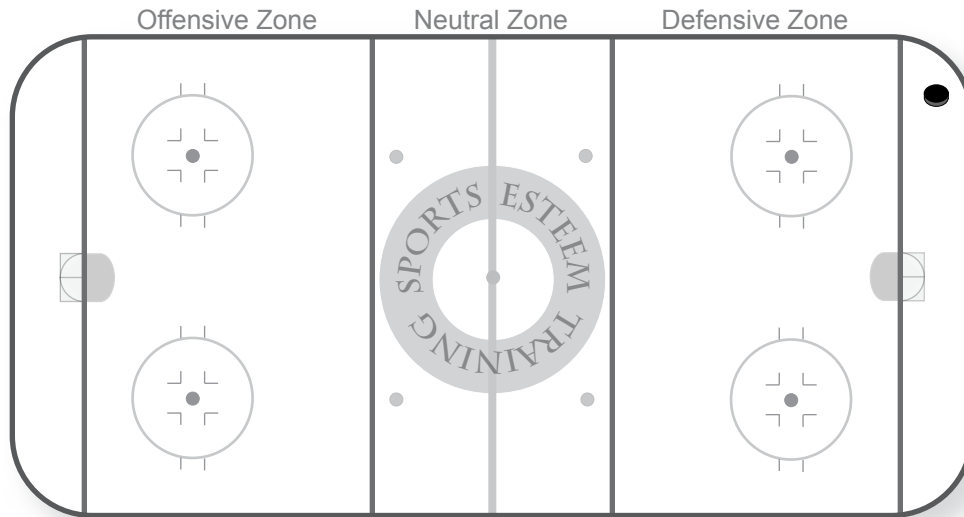 Offensive Zone
Neutral Zone
Defensive Zone
SPORTS ESTEEM TRAINING